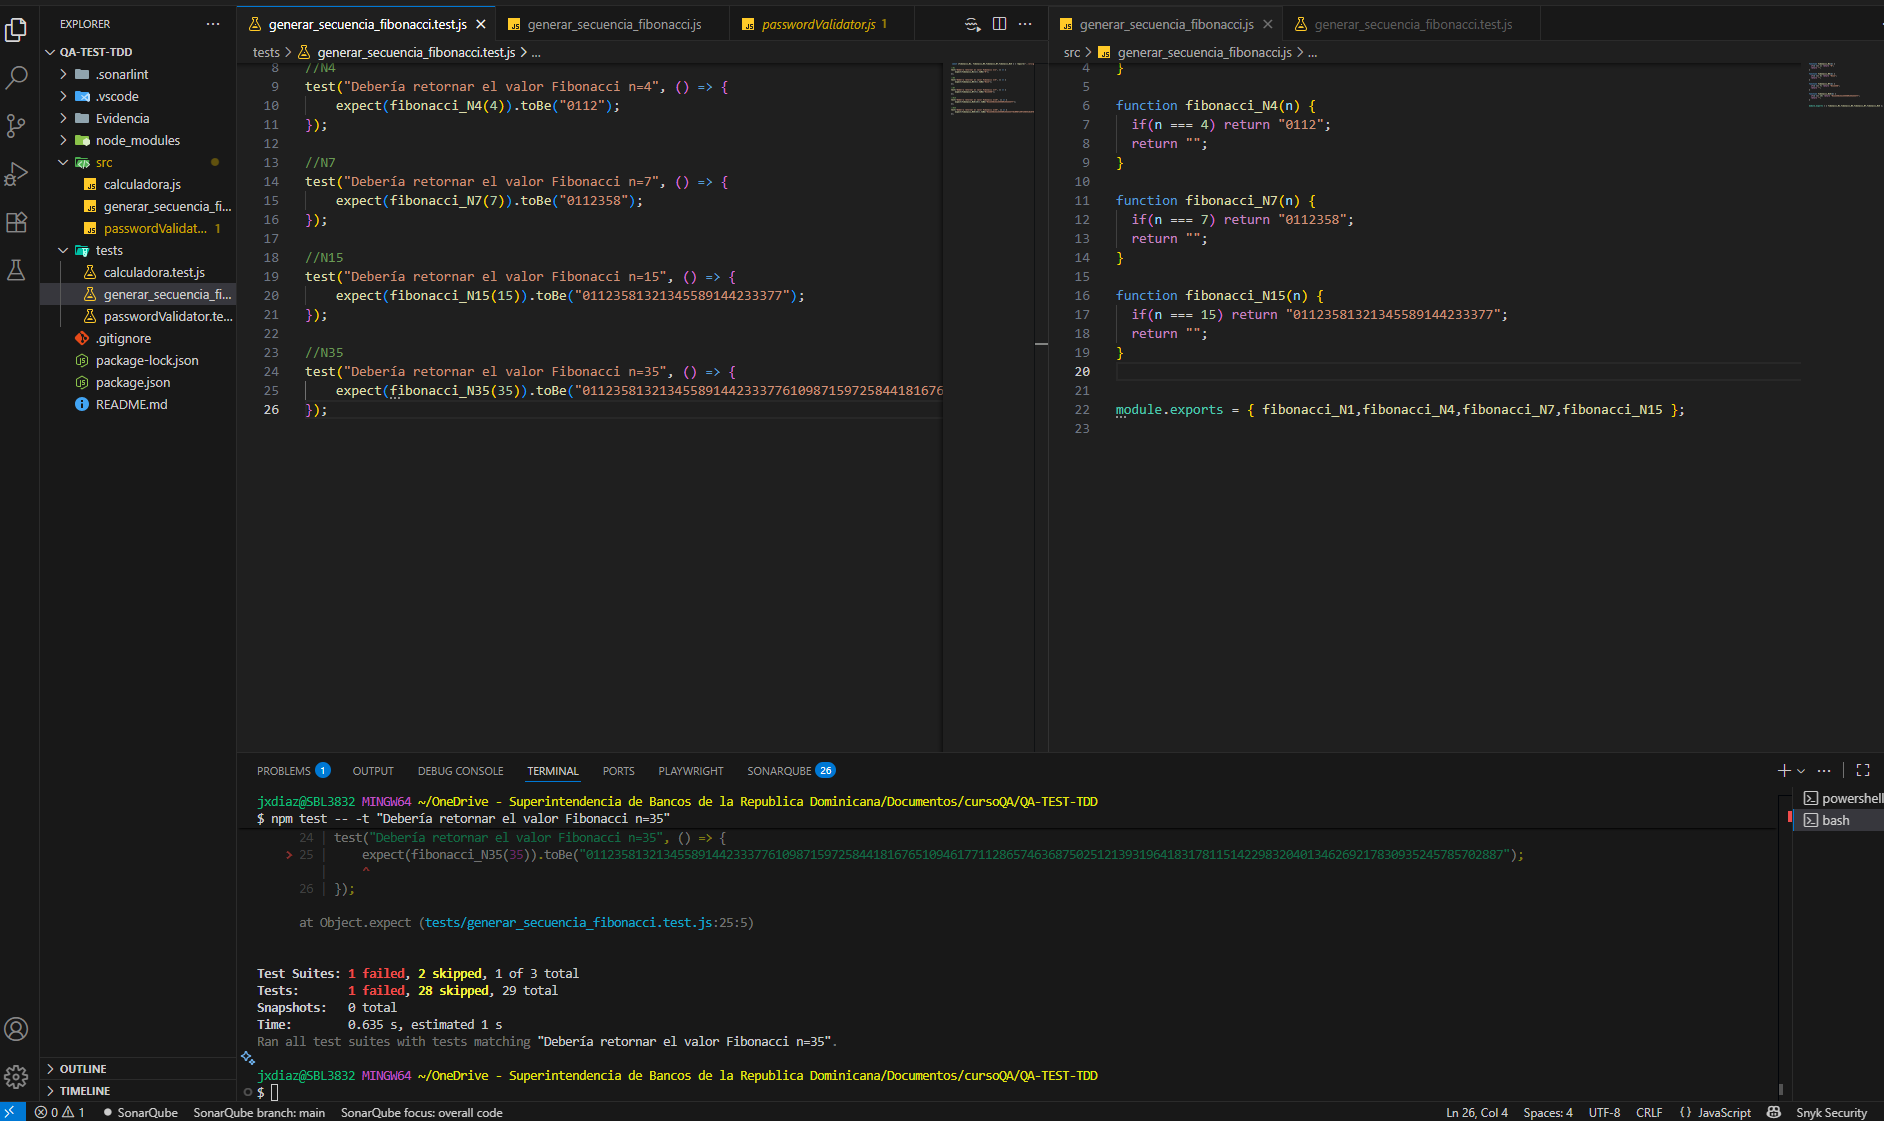 EXPLORER
QA-TEST-TDD
.sonarlint
.vscode
Evidencia
node_modules
src
calculadora.js
generar_secuencia_fi...
passwordValidat... 1
tests
calculadora.test.js
generar_secuencia_fi...
passwordValidator.te...
.gitignore
package-lock.json
package.json
README.md
OUTLINE
TIMELINE
generar_secuencia_fibonacci.test.js
generar_secuencia_fibonacci.js
passwordValidator.js 1
tests > generar_secuencia_fibonacci.test.js > ...
8 //N4
9 test("Debería retornar el valor Fibonacci n=4", () => {
10 expect(fibonacci_N4(4)).toBe("0112");
11 });
12
13 //N7
14 test("Debería retornar el valor Fibonacci n=7", () => {
15 expect(fibonacci_N7(7)).toBe("0112358");
16 });
17
18 //N15
19 test("Debería retornar el valor Fibonacci n=15", () => {
20 expect(fibonacci_N15(15)).toBe("01123581321345589144233377");
21 });
22
23 //N35
24 test("Debería retornar el valor Fibonacci n=35", () => {
25 expect(fibonacci_N35(35)).toBe("01123581321345589144233377610987159725844181676
26 });
generar_secuencia_fibonacci.js
generar_secuencia_fibonacci.test.js
src > generar_secuencia_fibonacci.js > ...
4 }
5
6 function fibonacci_N4(n) {
7 if(n === 4) return "0112";
8 return "";
9 }
10
11 function fibonacci_N7(n) {
12 if(n === 7) return "0112358";
13 return "";
14 }
15
16 function fibonacci_N15(n) {
17 if(n === 15) return "01123581321345589144233377";
18 return "";
19 }
20
21
22 module.exports = { fibonacci_N1,fibonacci_N4,fibonacci_N7,fibonacci_N15 };
23
PROBLEMS 1 OUTPUT DEBUG CONSOLE TERMINAL PORTS PLAYWRIGHT SONARQUBE 26
jxdiaz@SBL3832 MINGW64 ~/OneDrive - Superintendencia de Bancos de la Republica Dominicana/Documentos/cursoQA/QA-TEST-TDD
$ npm test -- -t "Debería retornar el valor Fibonacci n=35"
24 | test("Debería retornar el valor Fibonacci n=35", () => {
> 25 | expect(fibonacci_N35(35)).toBe("011235813213455891442333776109871597258441816765109461771128657463687502512139319641831781151422983204013462692178309352457857028​87");
| ^
26 | });
at Object.expect (tests/generar_secuencia_fibonacci.test.js:25:5)
Test Suites: 1 failed, 2 skipped, 1 of 3 total
Tests: 1 failed, 28 skipped, 29 total
Snapshots: 0 total
Time: 0.635 s, estimated 1 s
Ran all test suites with tests matching "Debería retornar el valor Fibonacci n=35".
jxdiaz@SBL3832 MINGW64 ~/OneDrive - Superintendencia de Bancos de la Republica Dominicana/Documentos/cursoQA/QA-TEST-TDD
$
powershell
bash
0 1 SonarQube SonarQube branch: main SonarQube focus: overall code
Ln 26, Col 4 Spaces: 4 UTF-8 CRLF {} JavaScript Snyk Security